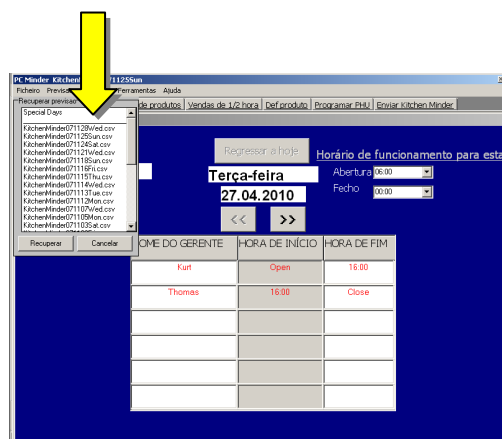 PC Minder Kitchen 071125Sun
Ficheiro Previs Fer ramentas Ajuda
Recuperar previsão
Special Days
KitchenMinder071128Wed.csv
KitchenMinder071125Sun.csv
KitchenMinder071124Sat.csv
KitchenMinder071121Wed.csv
KitchenMinder071118Sun.csv
KitchenMinder071116Fri.csv
KitchenMinder071115Thu.csv
KitchenMinder071114Wed.csv
KitchenMinder071113Tue.csv
KitchenMinder071112Mon.csv
KitchenMinder071107Wed.csv
KitchenMinder071105Mon.csv
KitchenMinder071103Sat.csv
Recuperar Cancelar
de produtos Vendas de 1/2 hora Def produto Programar PHU Enviar Kitchen Minder
Regressar a hoje
Horário de funcionamento para esta
Terça-feira
Abertura 06:00
27.04.2010
Fecho 00:00
<< >>
OME DO GERENTE HORA DE INÍCIO HORA DE FIM
Kurt Open 16:00
Thomas 16:00 Close